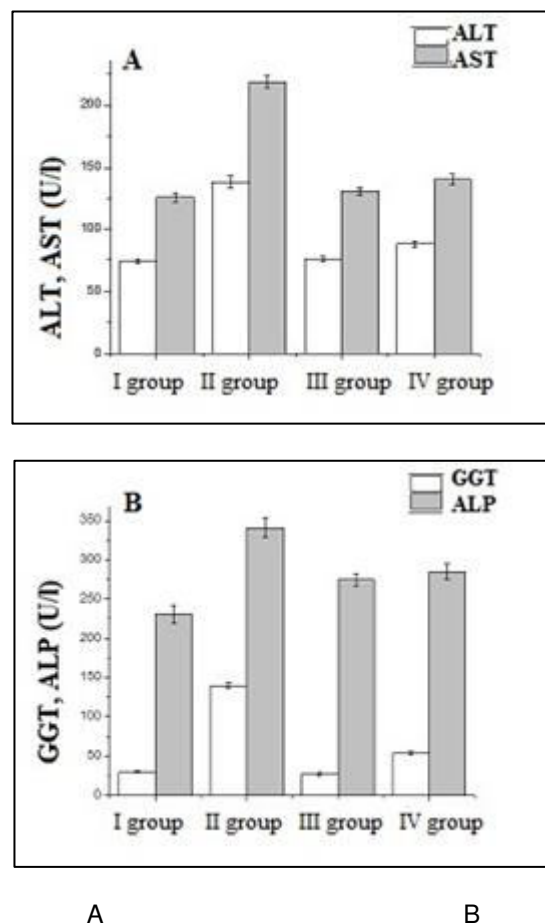 A
ALT
AST
ALT, AST (U/l)
200
150
100
50
0
I group II group III group IV group
B
GGT
ALP
GGT, ALP (U/l)
350
300
250
200
150
100
50
0
I group II group III group IV group
A B